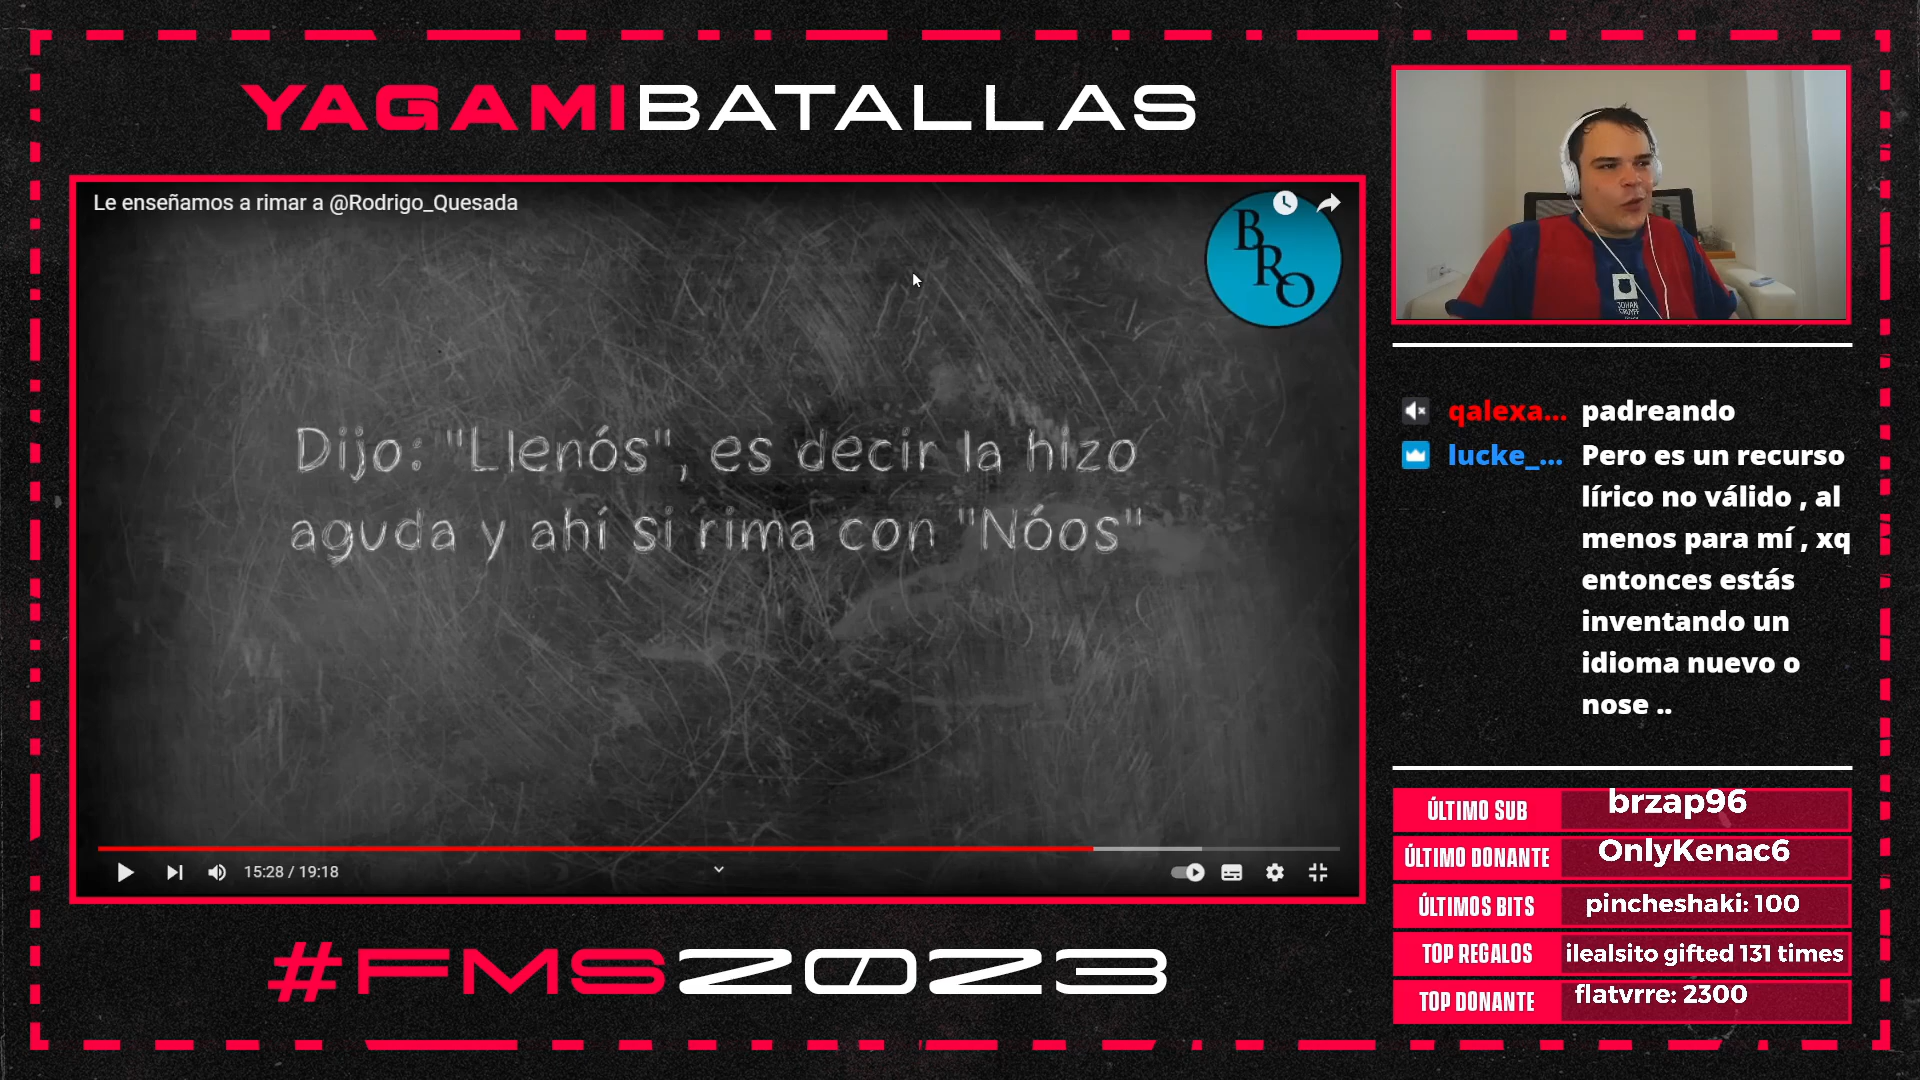 YAGAMIBATALLAS
Le enseñamos a rimar a @Rodrigo_Quesada
BRO
Dijo: "Llenós", es decir la hizo
aguda y ahí si rima con "Nóos"
15:28 / 19:18
#FMS2023
JOHAN
CRUYFF
qalexa... padreando
lucke_... Pero es un recurso
lírico no válido , al
menos para mí , xq
entonces estás
inventando un
idioma nuevo o
nose ..
ÚLTIMO SUB brzap96
ÚLTIMO DONANTE OnlyKenac6
ÚLTIMOS BITS pincheshaki: 100
TOP REGALOS ilealsito gifted 131 times
TOP DONANTE flatvrre: 2300